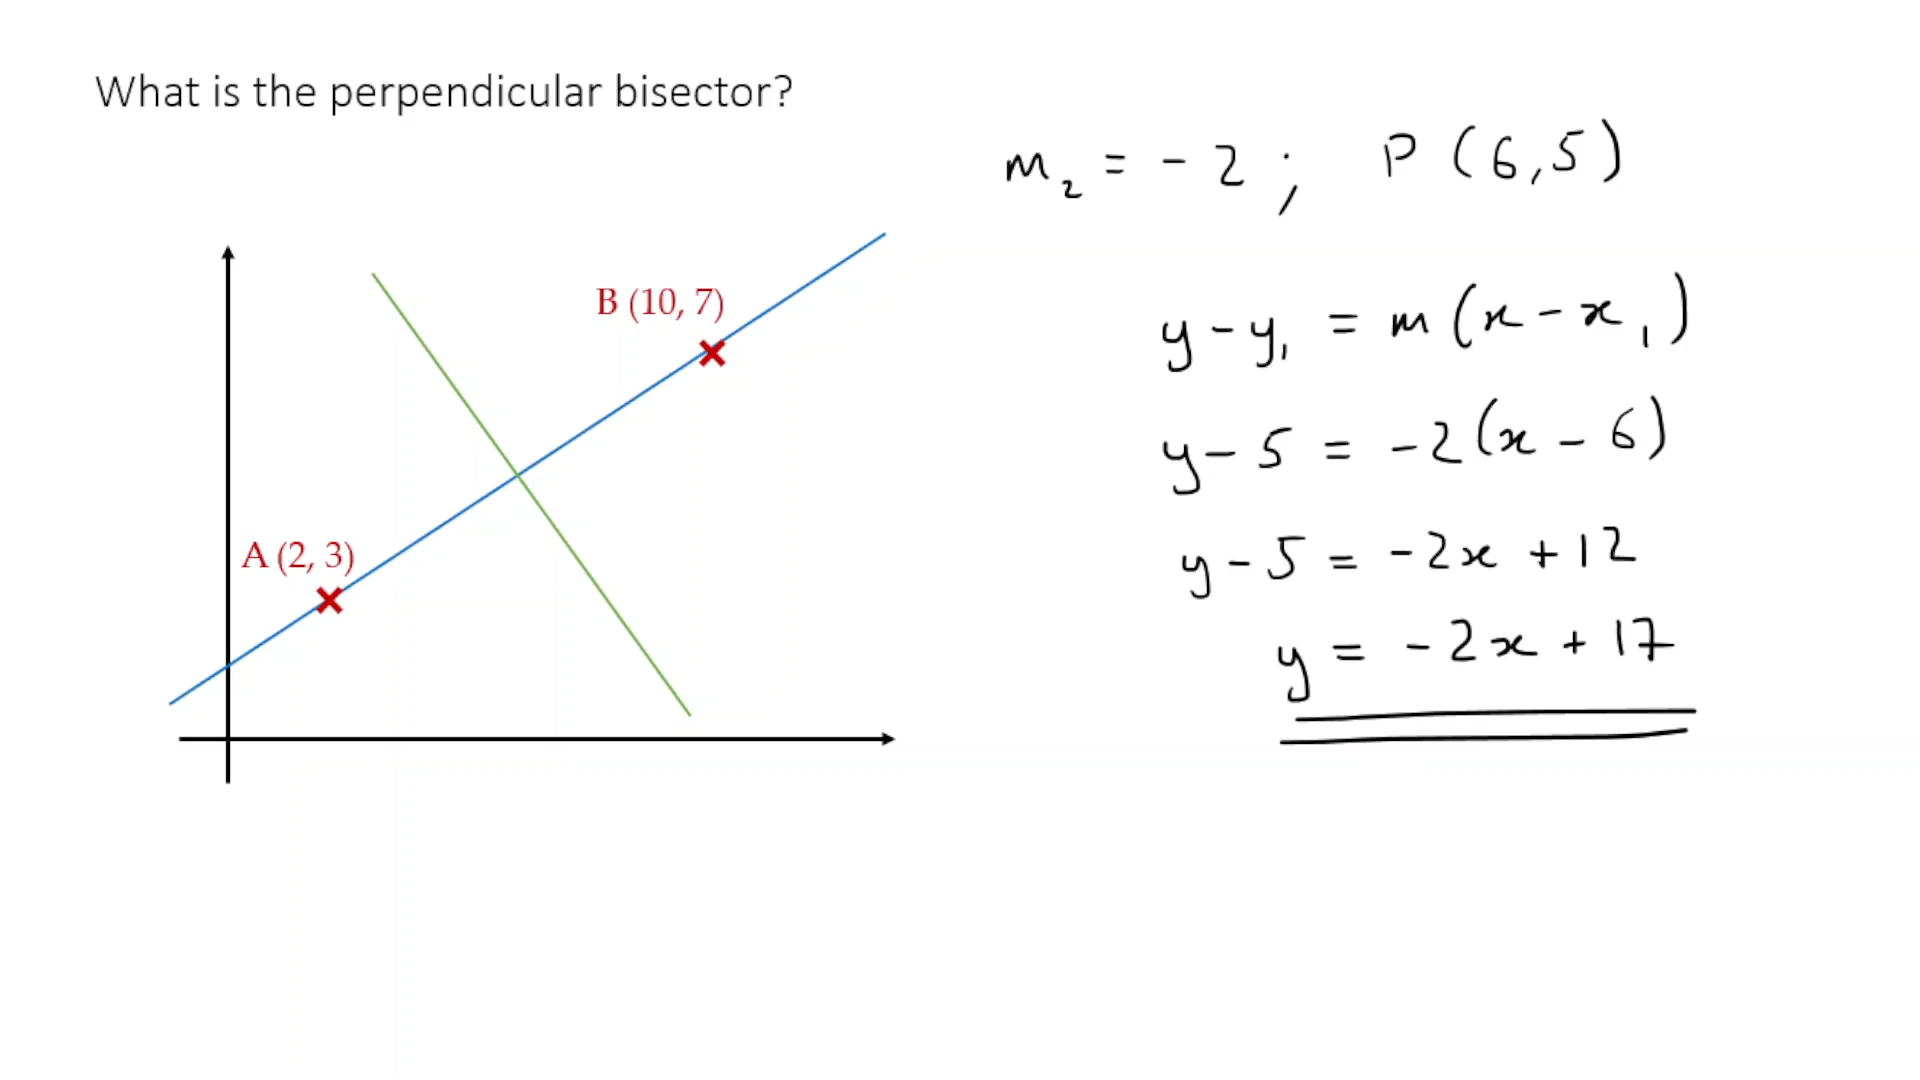 What is the perpendicular bisector?
m₂ = - 2 ; P (6,5)
B (10, 7)
y - y₁ = m (x - x₁)
y - 5 = -2 (x - 6)
A (2, 3)
y - 5 = -2x + 12
y = -2x + 17